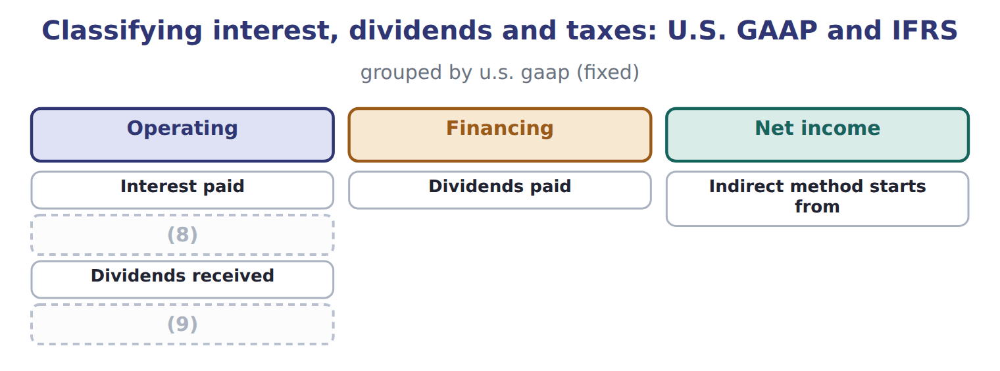 Classifying interest, dividends and taxes: U.S. GAAP and IFRS
grouped by u.s. gaap (fixed)
Operating
Interest paid
(8)
Dividends received
(9)
Financing
Dividends paid
Net income
Indirect method starts
from